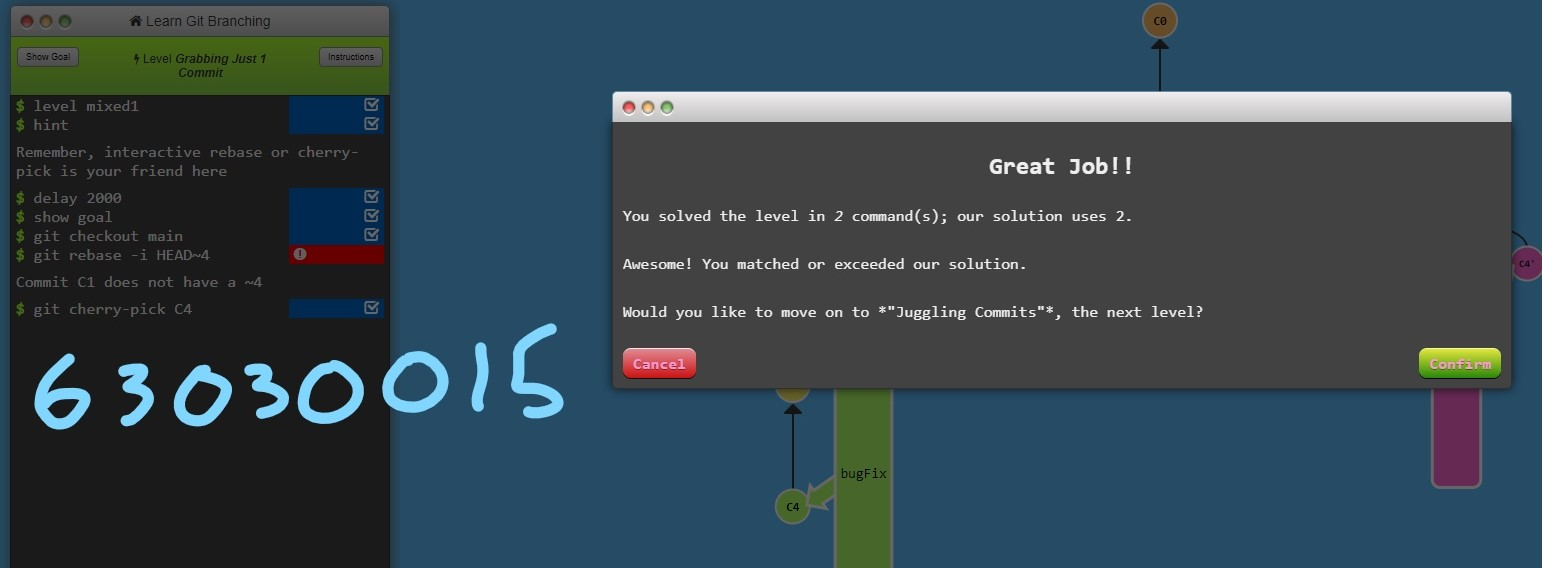 Learn Git Branching
Show Goal
Level Grabbing Just 1
Commit
Instructions
$ level mixed1
$ hint
Remember, interactive rebase or cherry-
pick is your friend here
$ delay 2000
$ show goal
$ git checkout main
$ git rebase -i HEAD~4
Commit C1 does not have a ~4
$ git cherry-pick C4
63030015
C0
Great Job!!
You solved the level in 2 command(s); our solution uses 2.
Awesome! You matched or exceeded our solution.
Would you like to move on to *"Juggling Commits"*, the next level?
Cancel
Confirm
C4'
bugFix
C4